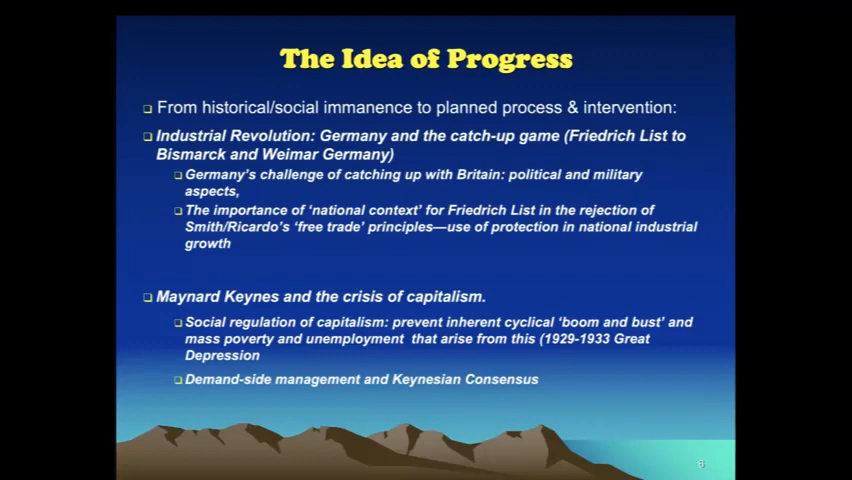 The Idea of Progress
From historical/social immanence to planned process & intervention:
Industrial Revolution: Germany and the catch-up game (Friedrich List to
Bismarck and Weimar Germany)
Germany's challenge of catching up with Britain: political and military
aspects,
The importance of 'national context' for Friedrich List in the rejection of
Smith/Ricardo's 'free trade' principles—use of protection in national industrial
growth
Maynard Keynes and the crisis of capitalism.
Social regulation of capitalism: prevent inherent cyclical 'boom and bust' and
mass poverty and unemployment that arise from this (1929-1933 Great
Depression
Demand-side management and Keynesian Consensus
6